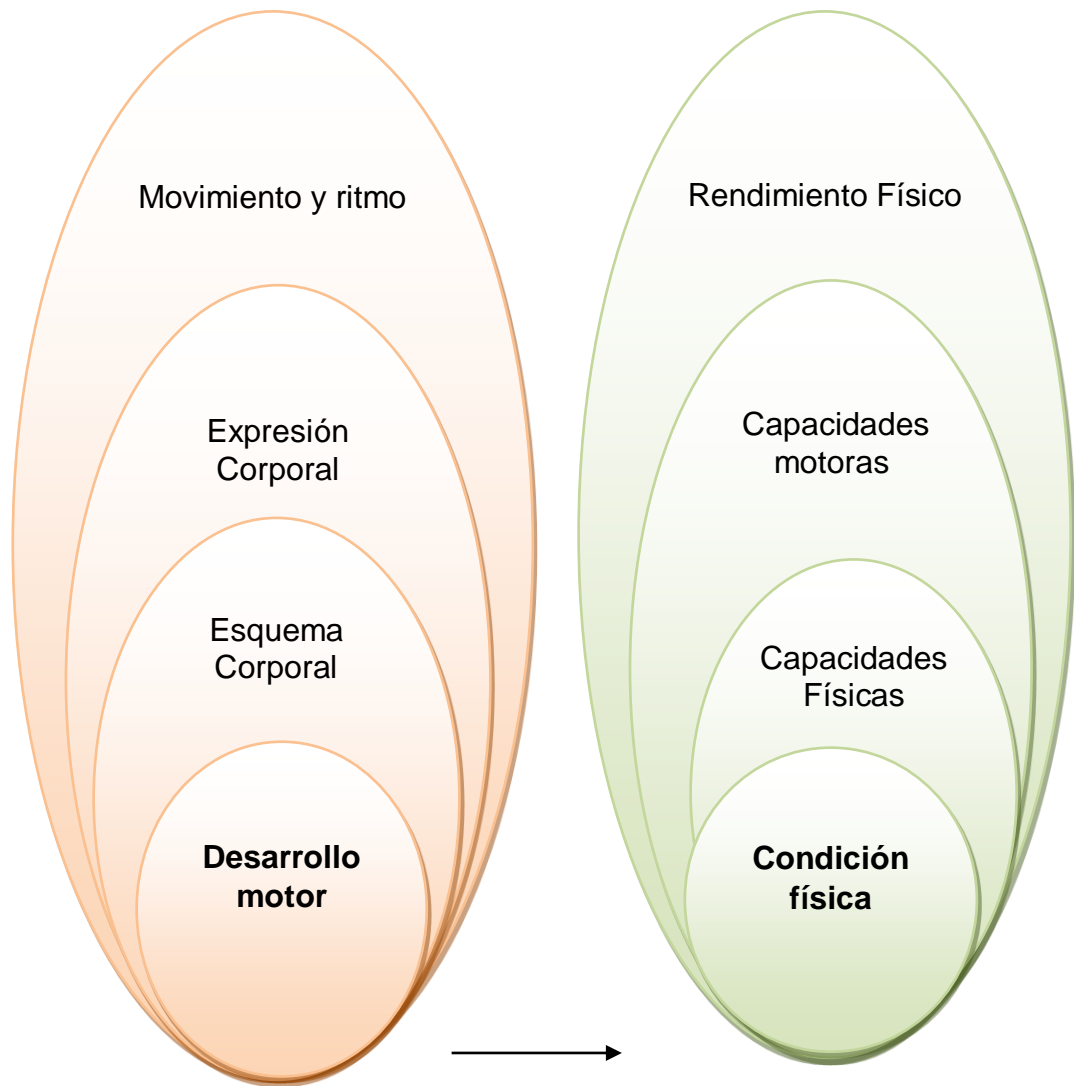 Movimiento y ritmo
Expresión
Corporal
Esquema
Corporal
Desarrollo
motor
Rendimiento Físico
Capacidades
motoras
Capacidades
Físicas
Condición
física